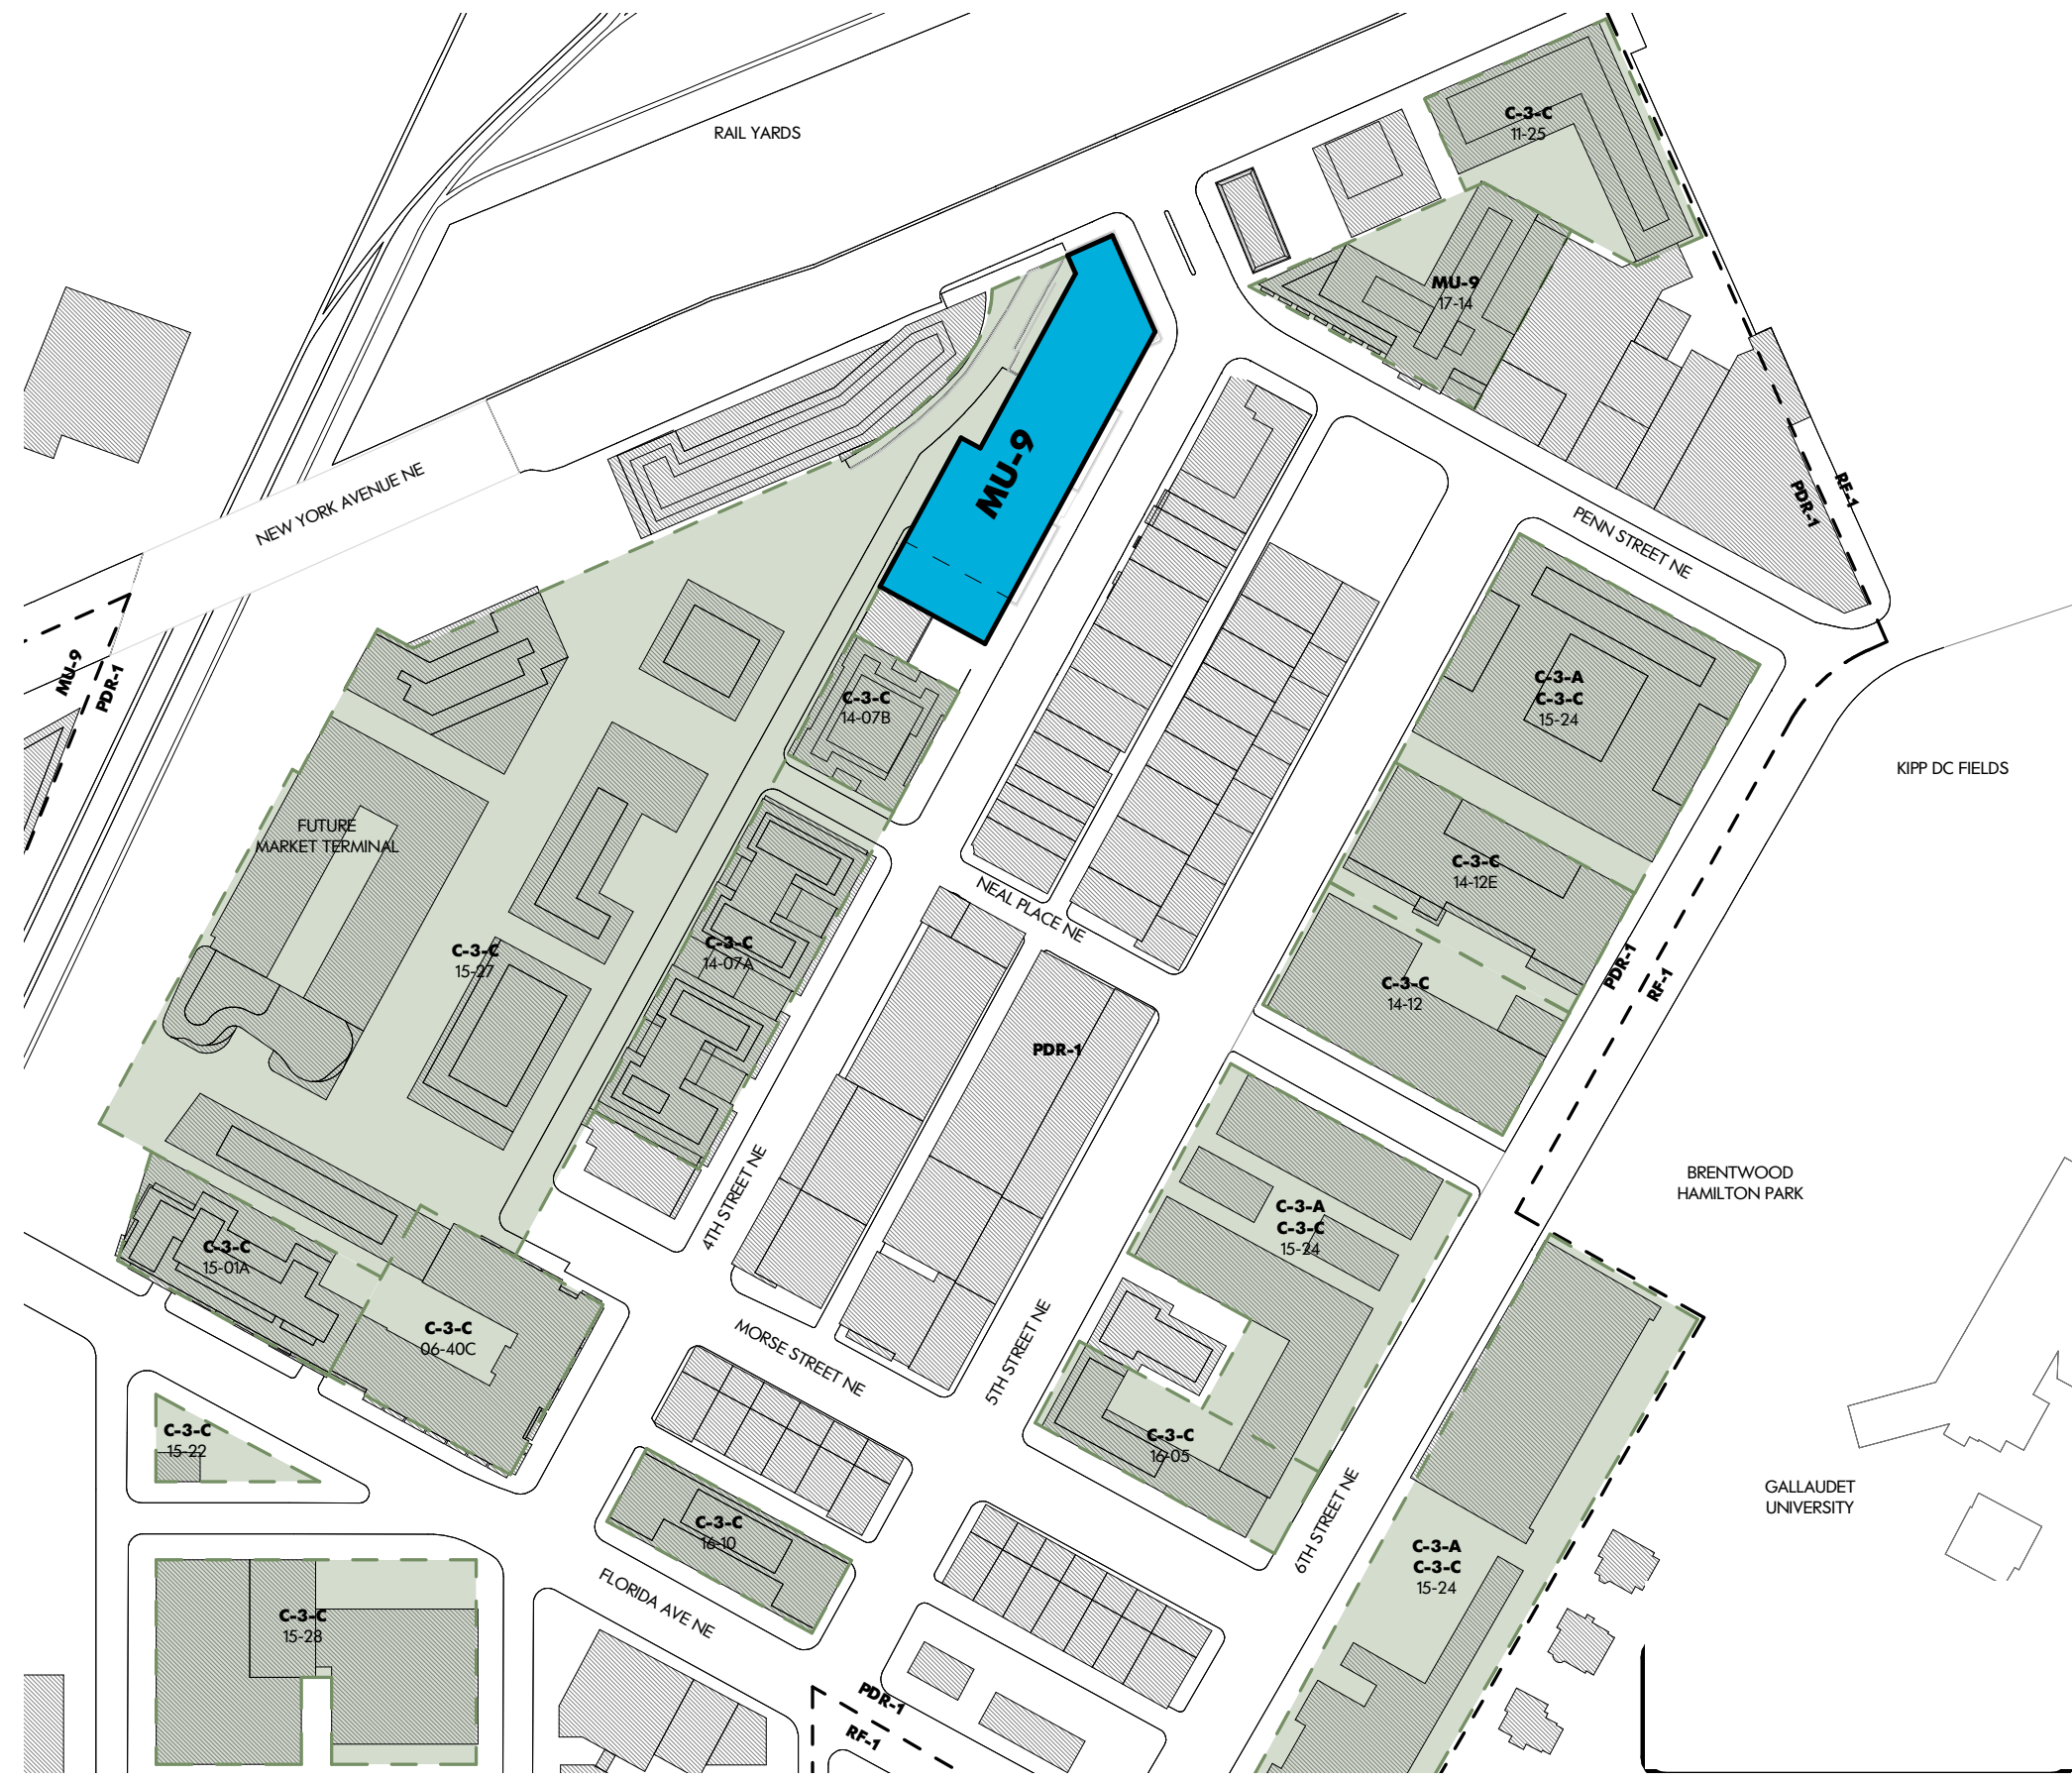 RAIL YARDS
C-3-C
11-25
MU-9
17-14
MU-9
NEW YORK AVENUE NE
RF-1
PDR-1
PENN STREET NE
MU-9
PDR-1
C-3-C
14-07B
C-3-A
C-3-C
15-24
KIPP DC FIELDS
FUTURE
MARKET TERMINAL
C-3-C
14-12E
NEAL PLACE NE
C-3-C
15-27
C-3-C
14-07A
PDR-1
RF-1
C-3-C
14-12
PDR-1
BRENTWOOD
HAMILTON PARK
4TH STREET NE
C-3-A
C-3-C
15-24
C-3-C
15-01A
C-3-C
06-40C
MORSE STREET NE
5TH STREET NE
C-3-C
15-22
C-3-C
16-05
GALLAUDET
UNIVERSITY
6TH STREET NE
C-3-C
16-10
C-3-A
C-3-C
15-24
FLORIDA AVE NE
C-3-C
15-28
PDR-1
RF-1